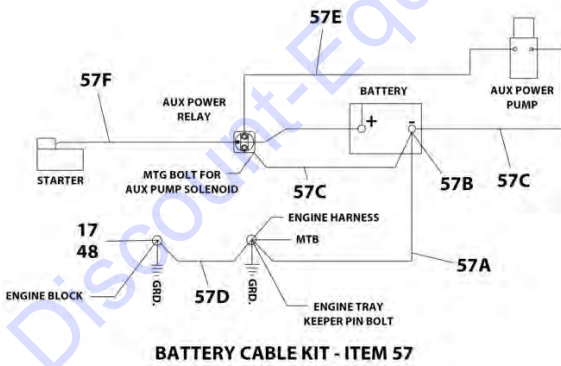 57E
57F
AUX POWER
RELAY
BATTERY
AUX POWER
PUMP
+
-
STARTER
MTG BOLT FOR
AUX PUMP SOLENOID
57C
57B
57C
ENGINE HARNESS
17
48
MTB
57A
ENGINE BLOCK
GRD.
57D
GRD.
ENGINE TRAY
KEEPER PIN BOLT
BATTERY CABLE KIT - ITEM 57
Discount-Equ